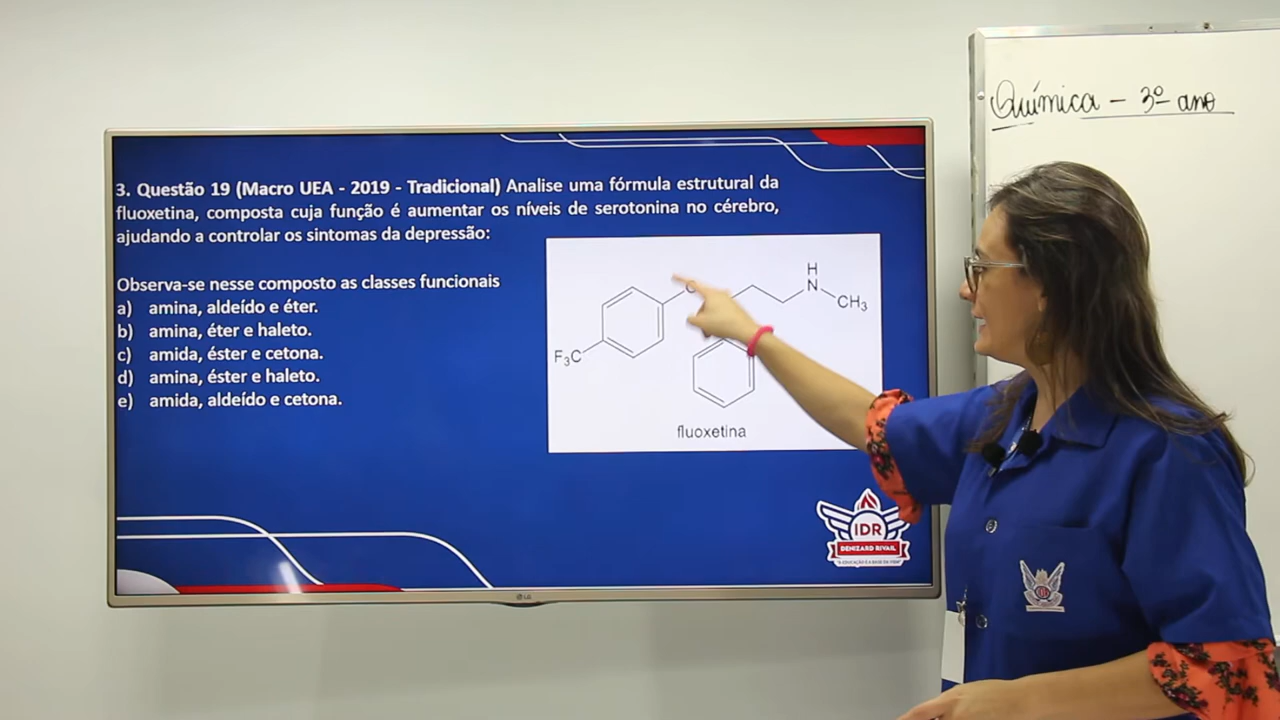 Química - 3º ano
3. Questão 19 (Macro UEA - 2019 - Tradicional) Analise uma fórmula estrutural da
fluoxetina, composta cuja função é aumentar os níveis de serotonina no cérebro,
ajudando a controlar os sintomas da depressão:
Observa-se nesse composto as classes funcionais
a) amina, aldeído e éter.
b) amina, éter e haleto.
c) amida, éster e cetona.
d) amina, éster e haleto.
e) amida, aldeído e cetona.
H
N
CH3
F3C
fluoxetina
IDR
DENIZARD RIVAIL
LG